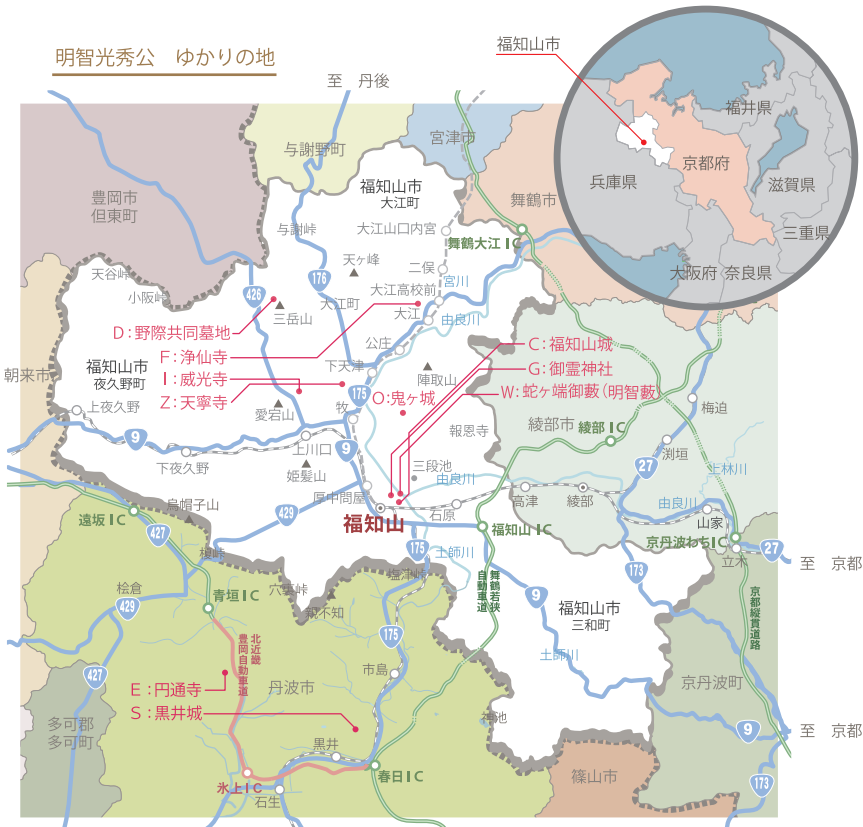 明智光秀公　ゆかりの地
至　丹後
福知山市
福井県
京都府
兵庫県
滋賀県
三重県
大阪府
奈良県
与謝野町
宮津市
舞鶴市
豊岡市
但東町
福知山市
大江町
与謝峠
大江山口内宮
舞鶴大江IC
天谷峠
小阪峠
天ヶ峰
二俣
宮川
176
426
大江高校前
大江町
大江
三岳山
由良川
D：野際共同墓地
F：浄仙寺
I：威光寺
Z：天寧寺
公庄
下天津
陣取山
C：福知山城
G：御霊神社
W：蛇ヶ端御藪（明智藪）
O：鬼ヶ城
175
朝来市
福知山市
夜久野町
上夜久野
愛宕山
牧
梅迫
報恩寺
綾部市
綾部IC
9
9
上川口
下夜久野
姫髪山
三段池
渕垣
27
上林川
由良川
由良川
厚中問屋
高津
綾部
石原
山家
烏帽子山
429
福知山
遠坂IC
福知山IC
京丹波わちIC
427
榎峠
175
土師川
立木
27
至　京都
塩津峠
173
桧倉
429
青垣IC
穴裏峠
親不知
舞鶴若狭
自動車道
9
福知山市
三和町
京都縦貫道路
北近畿
豊岡自動車道
175
土師川
427
E：円通寺
S：黒井城
丹波市
市島
京丹波町
多可郡
多可町
神池
9
至　京都
黒井
春日IC
氷上IC
石生
篠山市
173